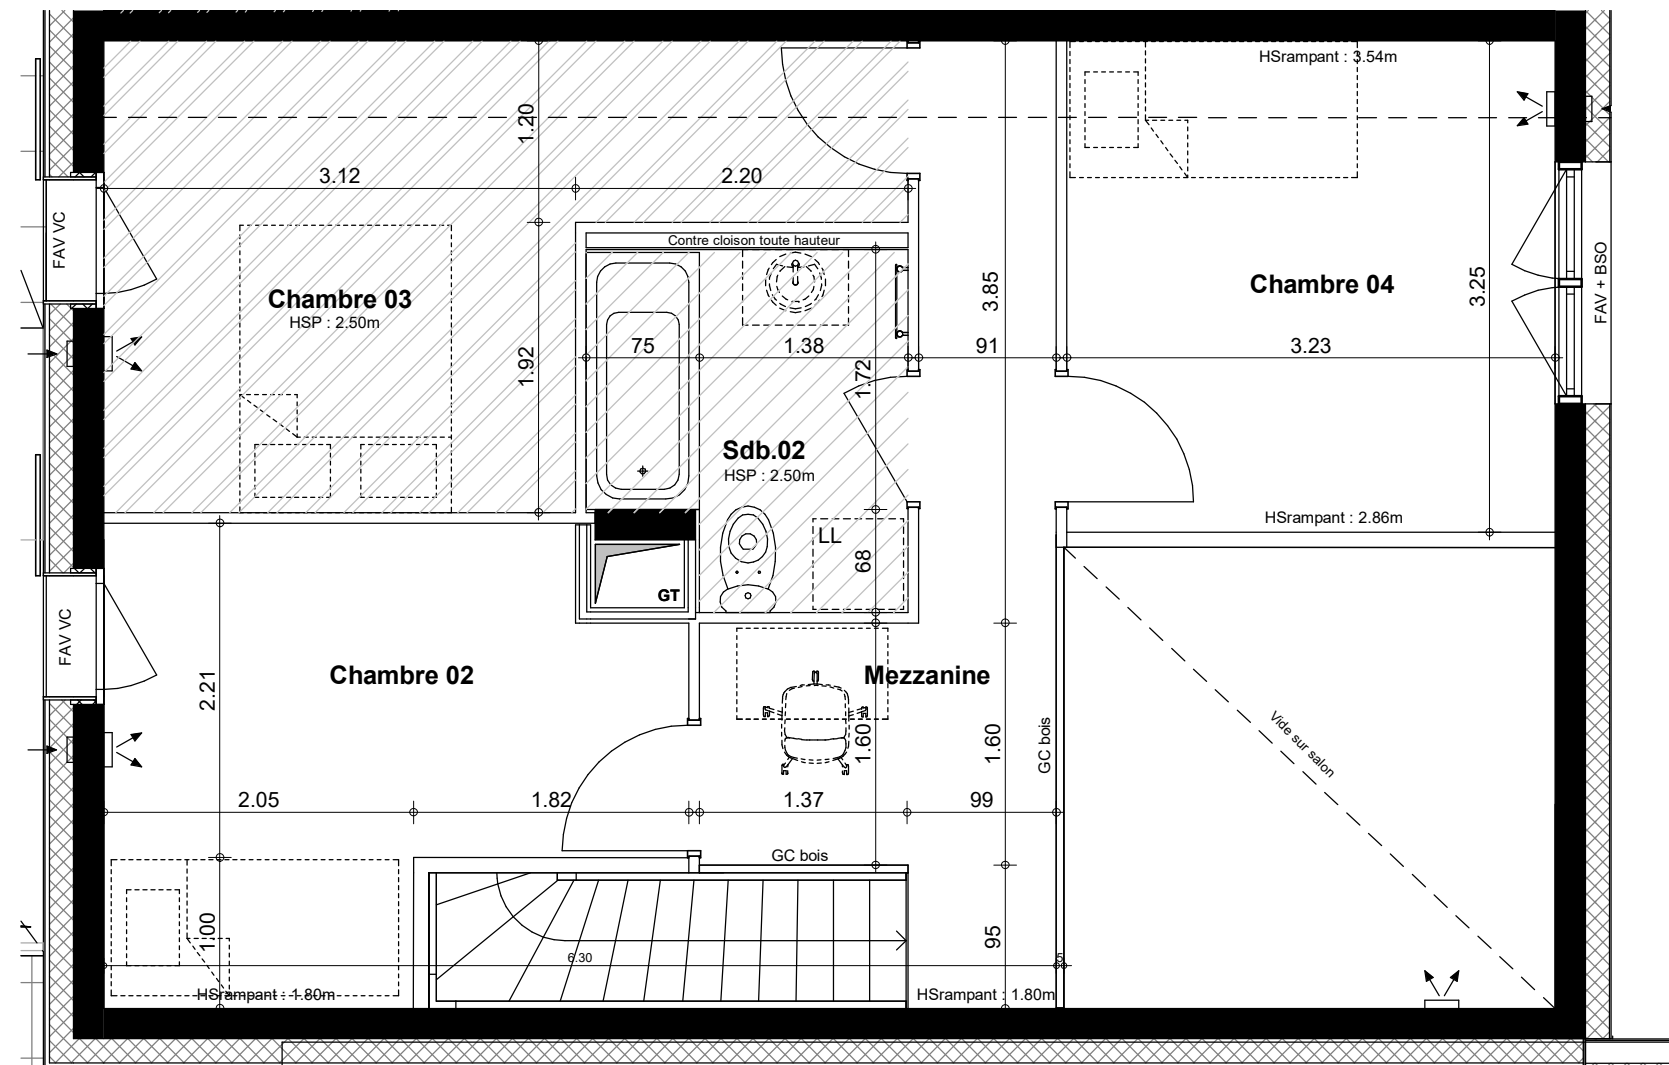 HSrampant : 3.54m
1.20
3.12
2.20
FAV VC
Contre cloison toute hauteur
Chambre 03
HSP : 2.50m
3.85
Chambre 04
3.25
FAV + BSO
75
1.38
91
3.23
1.92
1.72
Sdb.02
HSP : 2.50m
HSrampant : 2.86m
LL
68
GT
FAV VC
Chambre 02
Mezzanine
2.21
1.60
1.60
GC bois
Vide sur salon
2.05
1.82
1.37
99
GC bois
1.00
95
6.30
5
HSrampant : 1.80m
HSrampant : 1.80m